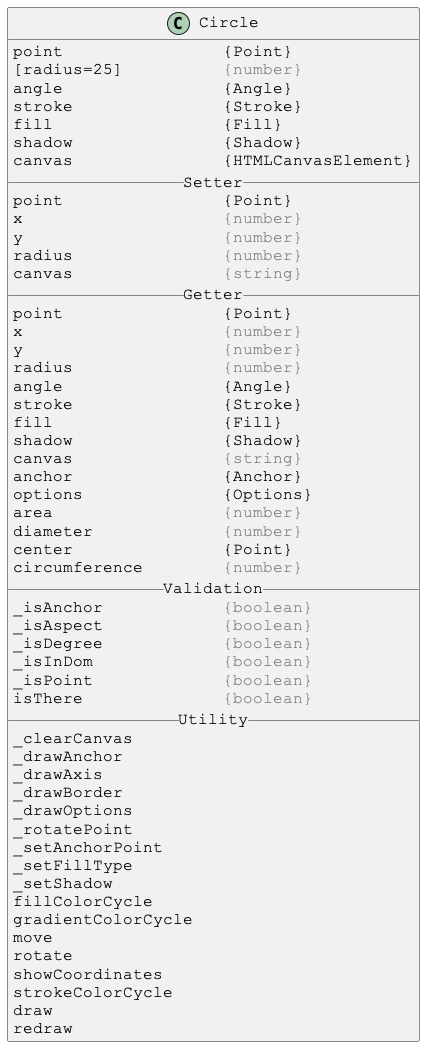 C Circle
point {Point}
[radius=25] {number}
angle {Angle}
stroke {Stroke}
fill {Fill}
shadow {Shadow}
canvas {HTMLCanvasElement}
Setter
point {Point}
x {number}
y {number}
radius {number}
canvas {string}
Getter
point {Point}
x {number}
y {number}
radius {number}
angle {Angle}
stroke {Stroke}
fill {Fill}
shadow {Shadow}
canvas {string}
anchor {Anchor}
options {Options}
area {number}
diameter {number}
center {Point}
circumference {number}
Validation
_isAnchor {boolean}
_isAspect {boolean}
_isDegree {boolean}
_isInDom {boolean}
_isPoint {boolean}
isThere {boolean}
Utility
_clearCanvas
_drawAnchor
_drawAxis
_drawBorder
_drawOptions
_rotatePoint
_setAnchorPoint
_setFillType
_setShadow
fillColorCycle
gradientColorCycle
move
rotate
showCoordinates
strokeColorCycle
draw
redraw